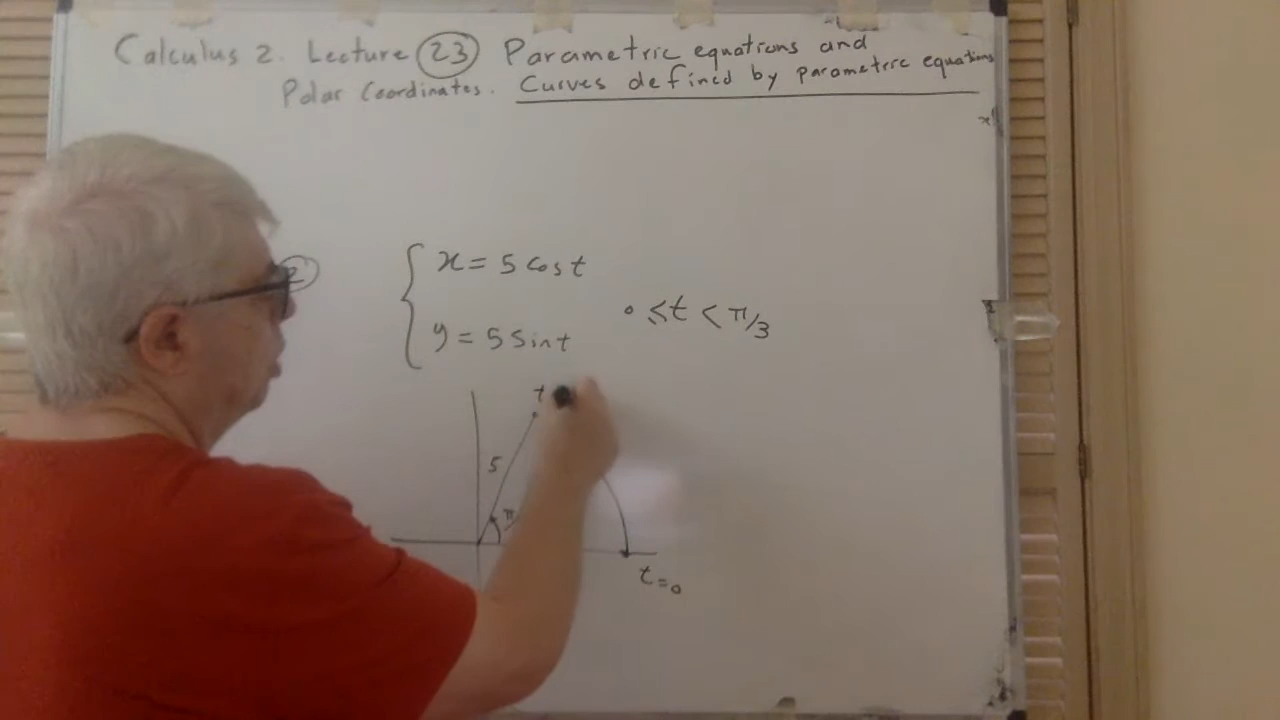 Calculus 2. Lecture 23 Parametric equations and
Polar Coordinates. Curves defined by parametric equations
2
x = 5 cos t
y = 5 sin t
0 ≤ t < π/3
t
5
π
t = 0